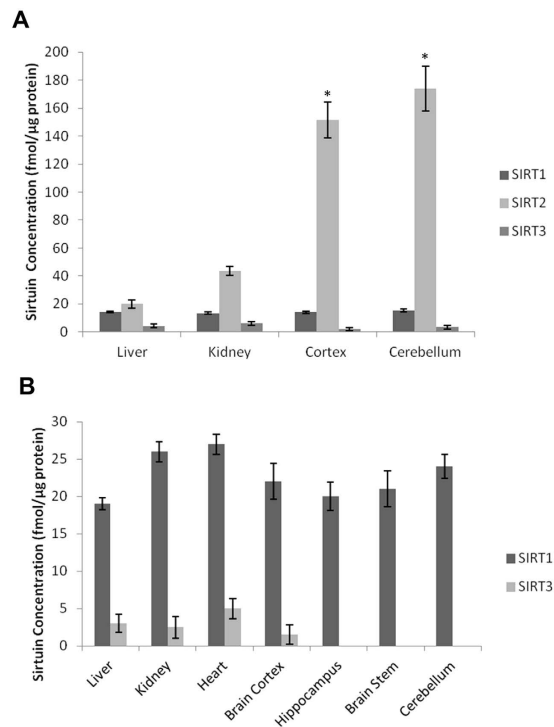 A
Sirtuin Concentration (fmol/µg protein)
200
180
160
140
120
100
80
60
40
20
0
*
*
Liver
Kidney
Cortex
Cerebellum
SIRT1
SIRT2
SIRT3
B
Sirtuin Concentration (fmol/µg protein)
30
25
20
15
10
5
0
Liver
Kidney
Heart
Brain Cortex
Hippocampus
Brain Stem
Cerebellum
SIRT1
SIRT3